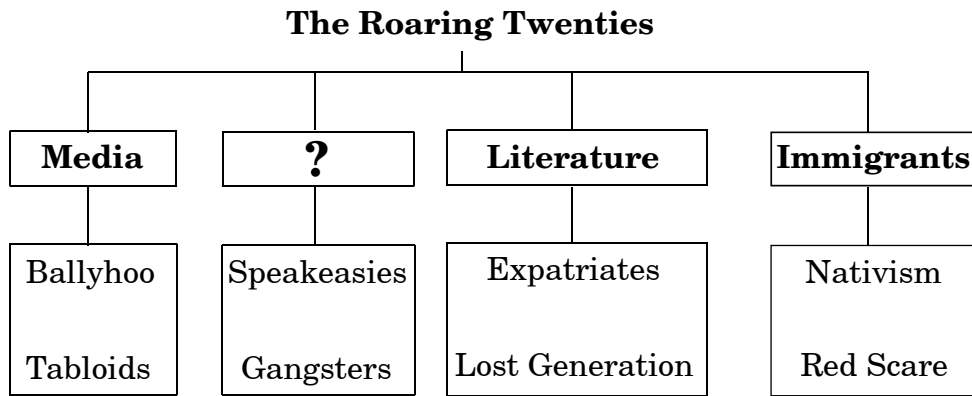 The Roaring Twenties
Media
?
Literature
Immigrants
Ballyhoo
Tabloids
Speakeasies
Gangsters
Expatriates
Lost Generation
Nativism
Red Scare